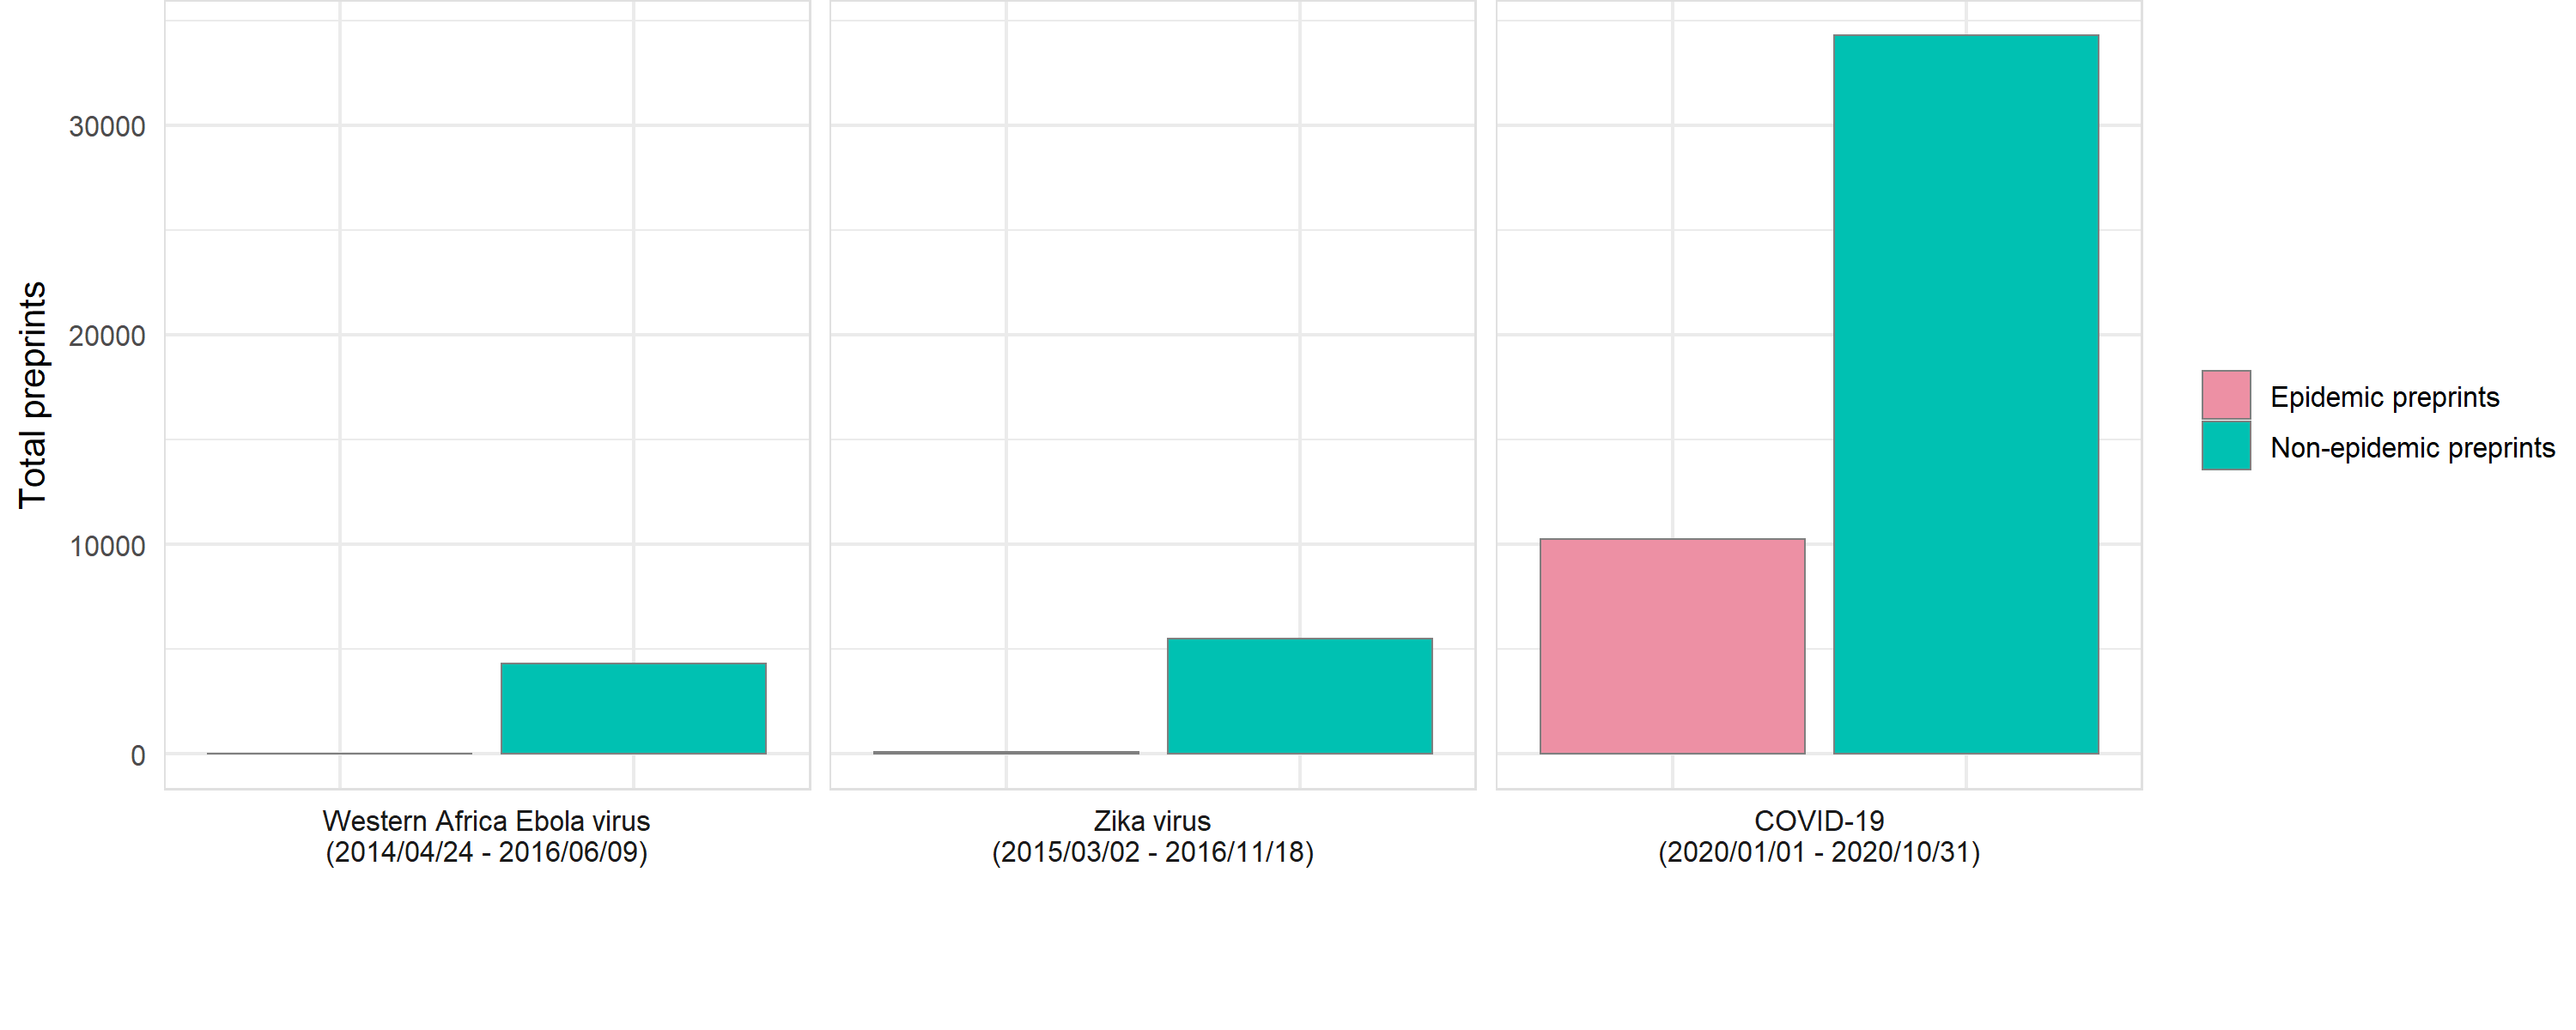 Total preprints
30000
20000
10000
0
Western Africa Ebola virus
(2014/04/24 - 2016/06/09)
Zika virus
(2015/03/02 - 2016/11/18)
COVID-19
(2020/01/01 - 2020/10/31)
Epidemic preprints
Non-epidemic preprints